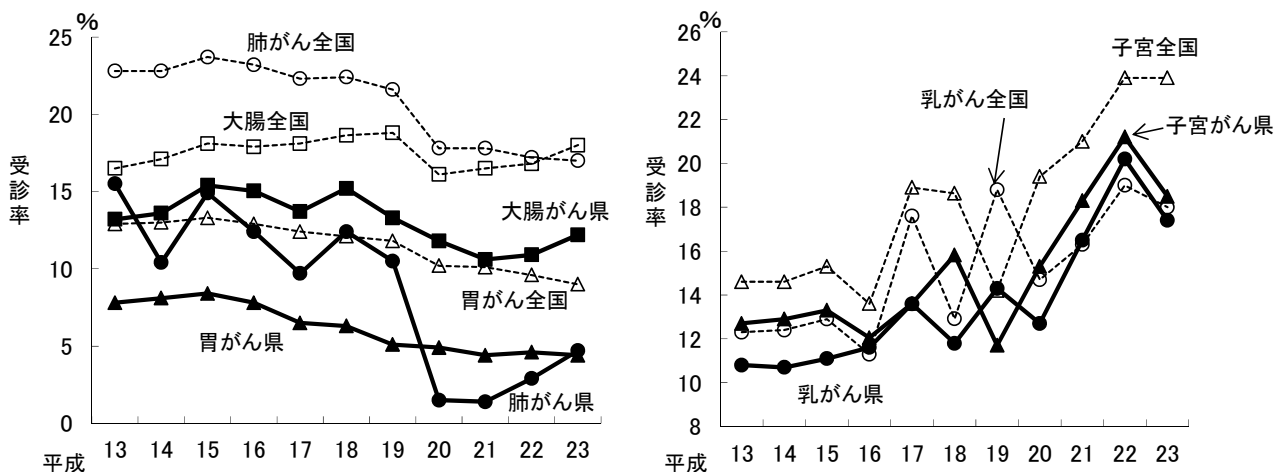 %
25
20
15
10
5
0
受診率
肺がん全国
大腸全国
大腸がん県
胃がん全国
胃がん県
肺がん県
13 14 15 16 17 18 19 20 21 22 23
平成
%
26
24
22
20
18
16
14
12
10
8
受診率
子宮全国
乳がん全国
子宮がん県
乳がん県
13 14 15 16 17 18 19 20 21 22 23
平成